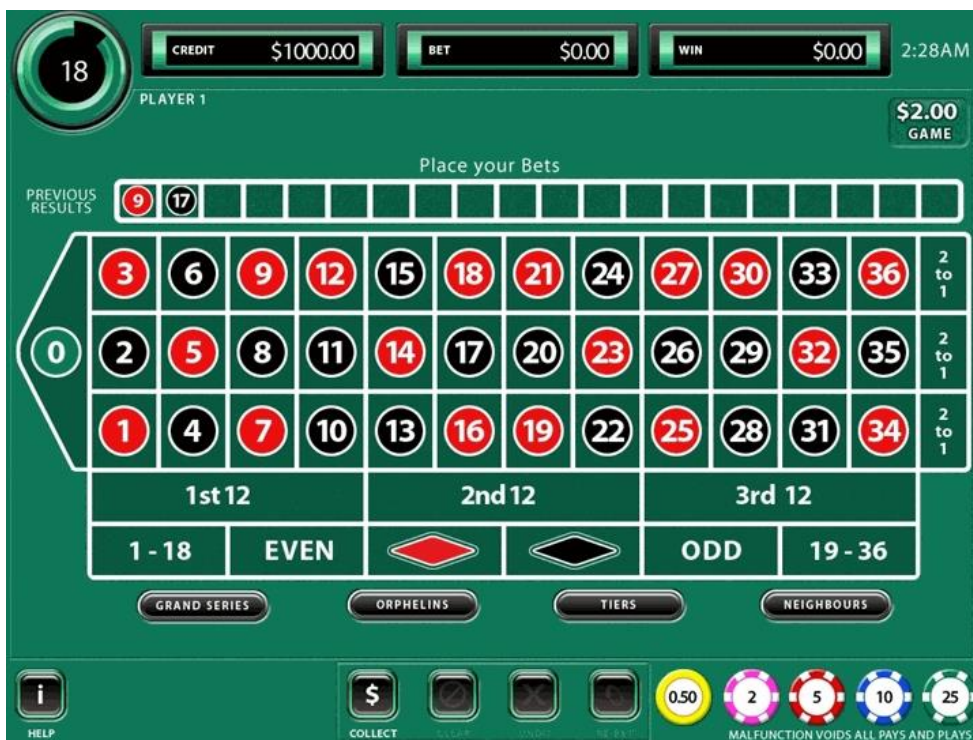 18
CREDIT $1000.00
BET $0.00
WIN $0.00
2:28AM
PLAYER 1
$2.00
GAME
Place your Bets
PREVIOUS
RESULTS
9 17
3 6 9 12 15 18 21 24 27 30 33 36 2 to 1
0 2 5 8 11 14 17 20 23 26 29 32 35 2 to 1
1 4 7 10 13 16 19 22 25 28 31 34 2 to 1
1st 12 2nd 12 3rd 12
1 - 18 EVEN ODD 19 - 36
GRAND SERIES ORPHELINS TIERS NEIGHBOURS
i $ 0.50 2 5 10 25
HELP COLLECT CLEAR UNDO RE-BET
MALFUNCTION VOIDS ALL PAYS AND PLAYS